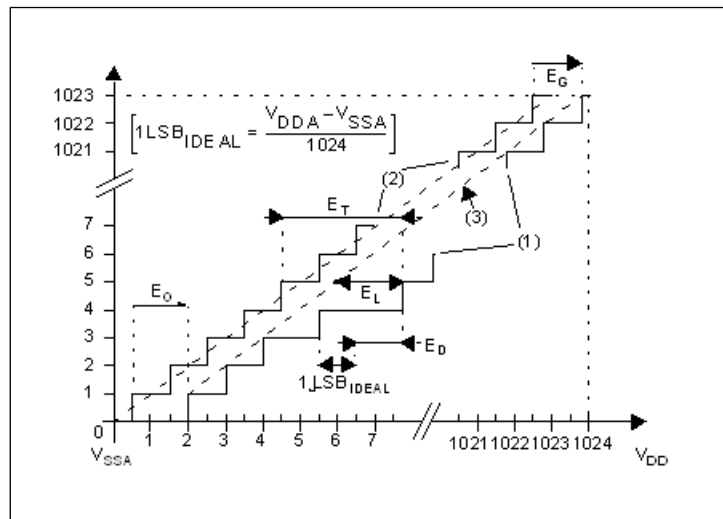 E_G
1023
1022
1021
[1LSB_IDEAL = (V_DDA – V_SSA) / 1024]
(2)
E_T
(3)
(1)
7
6
5
4
3
2
1
0
E_O
E_L
E_D
1 LSB_IDEAL
1 2 3 4 5 6 7 1021 1022 1023 1024
V_SSA
V_DD